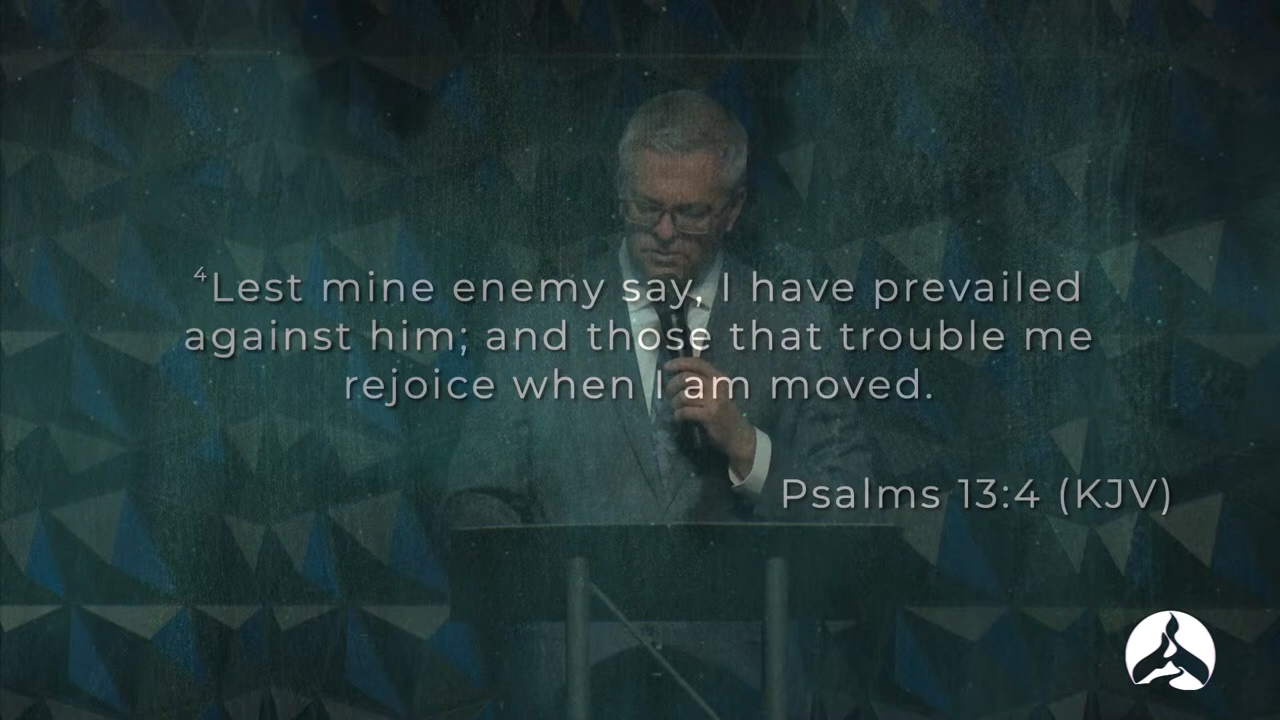 ⁴Lest mine enemy say, I have prevailed
against him; and those that trouble me
rejoice when I am moved.
Psalms 13:4 (KJV)